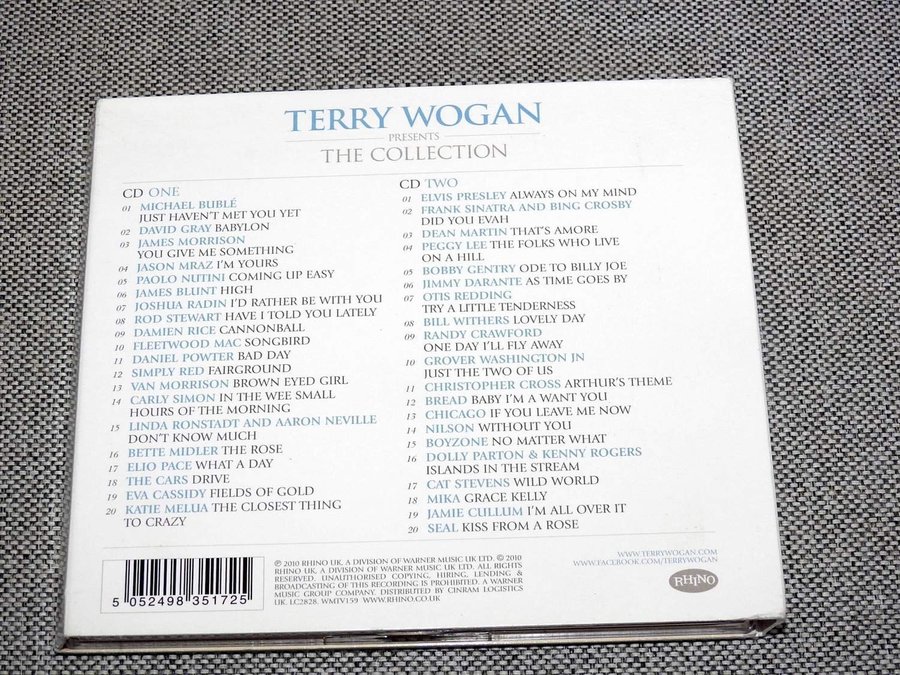 TERRY WOGAN
PRESENTS
THE COLLECTION
CD ONE
01 MICHAEL BUBLÉ
JUST HAVEN'T MET YOU YET
02 DAVID GRAY BABYLON
03 JAMES MORRISON
YOU GIVE ME SOMETHING
04 JASON MRAZ I'M YOURS
05 PAOLO NUTINI COMING UP EASY
06 JAMES BLUNT HIGH
07 JOSHUA RADIN I'D RATHER BE WITH YOU
08 ROD STEWART HAVE I TOLD YOU LATELY
09 DAMIEN RICE CANNONBALL
10 FLEETWOOD MAC SONGBIRD
11 DANIEL POWTER BAD DAY
12 SIMPLY RED FAIRGROUND
13 VAN MORRISON BROWN EYED GIRL
14 CARLY SIMON IN THE WEE SMALL
HOURS OF THE MORNING
15 LINDA RONSTADT AND AARON NEVILLE
DON'T KNOW MUCH
16 BETTE MIDLER THE ROSE
17 ELIO PACE WHAT A DAY
18 THE CARS DRIVE
19 EVA CASSIDY FIELDS OF GOLD
20 KATIE MELUA THE CLOSEST THING
TO CRAZY
CD TWO
01 ELVIS PRESLEY ALWAYS ON MY MIND
02 FRANK SINATRA AND BING CROSBY
DID YOU EVAH
03 DEAN MARTIN THAT'S AMORE
04 PEGGY LEE THE FOLKS WHO LIVE
ON A HILL
05 BOBBY GENTRY ODE TO BILLY JOE
06 JIMMY DARANTE AS TIME GOES BY
07 OTIS REDDING
TRY A LITTLE TENDERNESS
08 BILL WITHERS LOVELY DAY
09 RANDY CRAWFORD
ONE DAY I'LL FLY AWAY
10 GROVER WASHINGTON JN
JUST THE TWO OF US
11 CHRISTOPHER CROSS ARTHUR'S THEME
12 BREAD BABY I'M A WANT YOU
13 CHICAGO IF YOU LEAVE ME NOW
14 NILSON WITHOUT YOU
15 BOYZONE NO MATTER WHAT
16 DOLLY PARTON & KENNY ROGERS
ISLANDS IN THE STREAM
17 CAT STEVENS WILD WORLD
18 MIKA GRACE KELLY
19 JAMIE CULLUM I'M ALL OVER IT
20 SEAL KISS FROM A ROSE
5 052498 351725
℗ 2010 RHINO UK, A DIVISION OF WARNER MUSIC UK LTD. © 2010
RHINO UK, A DIVISION OF WARNER MUSIC UK LTD. ALL RIGHTS
RESERVED. UNAUTHORISED COPYING, HIRING, LENDING &
BROADCASTING OF THIS RECORDING IS PROHIBITED. A WARNER
MUSIC GROUP COMPANY. DISTRIBUTED BY CINRAM LOGISTICS
UK. LC2828. WMTV159 WWW.RHINO.CO.UK
WWW.TERRYWOGAN.COM
WWW.FACEBOOK.COM/TERRYWOGAN
RHINO